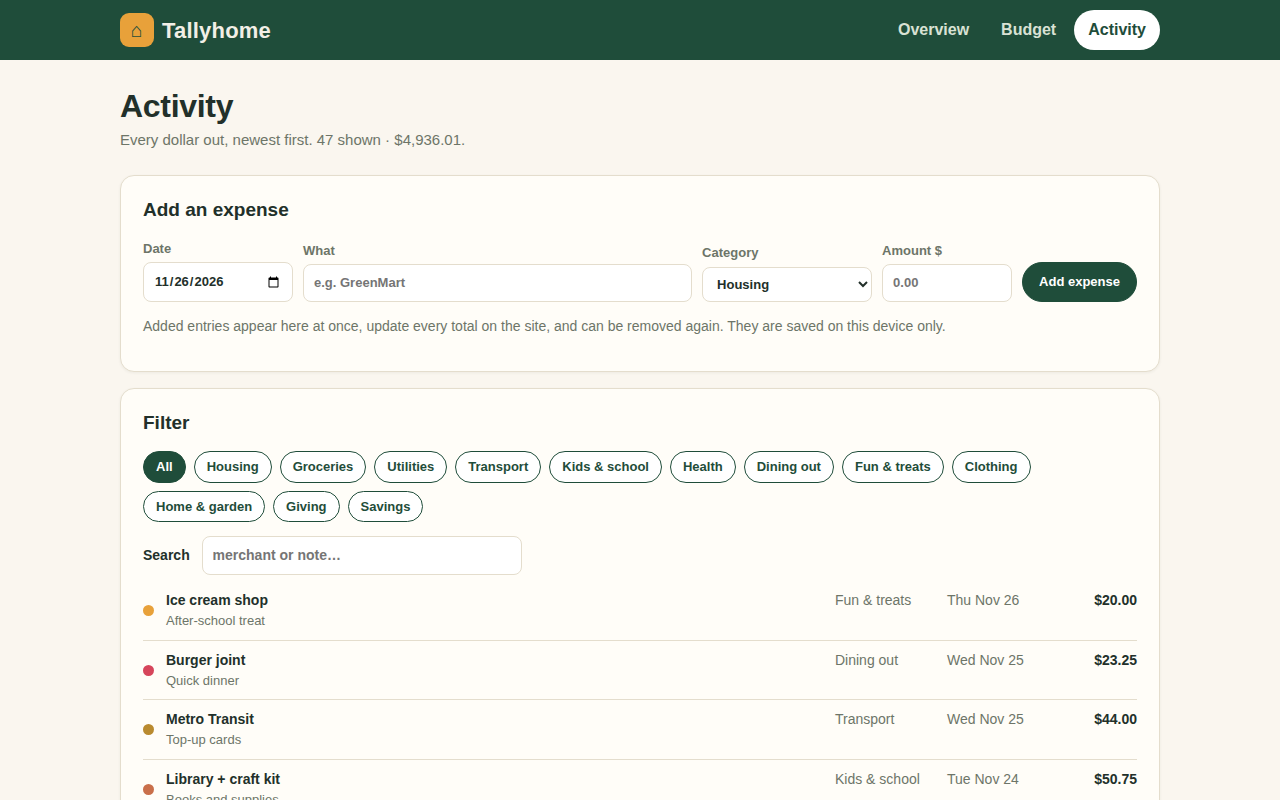 Tallyhome
Overview Budget Activity
Activity
Every dollar out, newest first. 47 shown · $4,936.01.
Add an expense
Date What Category Amount $
11/26/2026 e.g. GreenMart Housing 0.00 Add expense
Added entries appear here at once, update every total on the site, and can be removed again. They are saved on this device only.
Filter
All Housing Groceries Utilities Transport Kids & school Health Dining out Fun & treats Clothing
Home & garden Giving Savings
Search merchant or note…
Ice cream shop Fun & treats Thu Nov 26 $20.00
After-school treat
Burger joint Dining out Wed Nov 25 $23.25
Quick dinner
Metro Transit Transport Wed Nov 25 $44.00
Top-up cards
Library + craft kit Kids & school Tue Nov 24 $50.75
Books and supplies